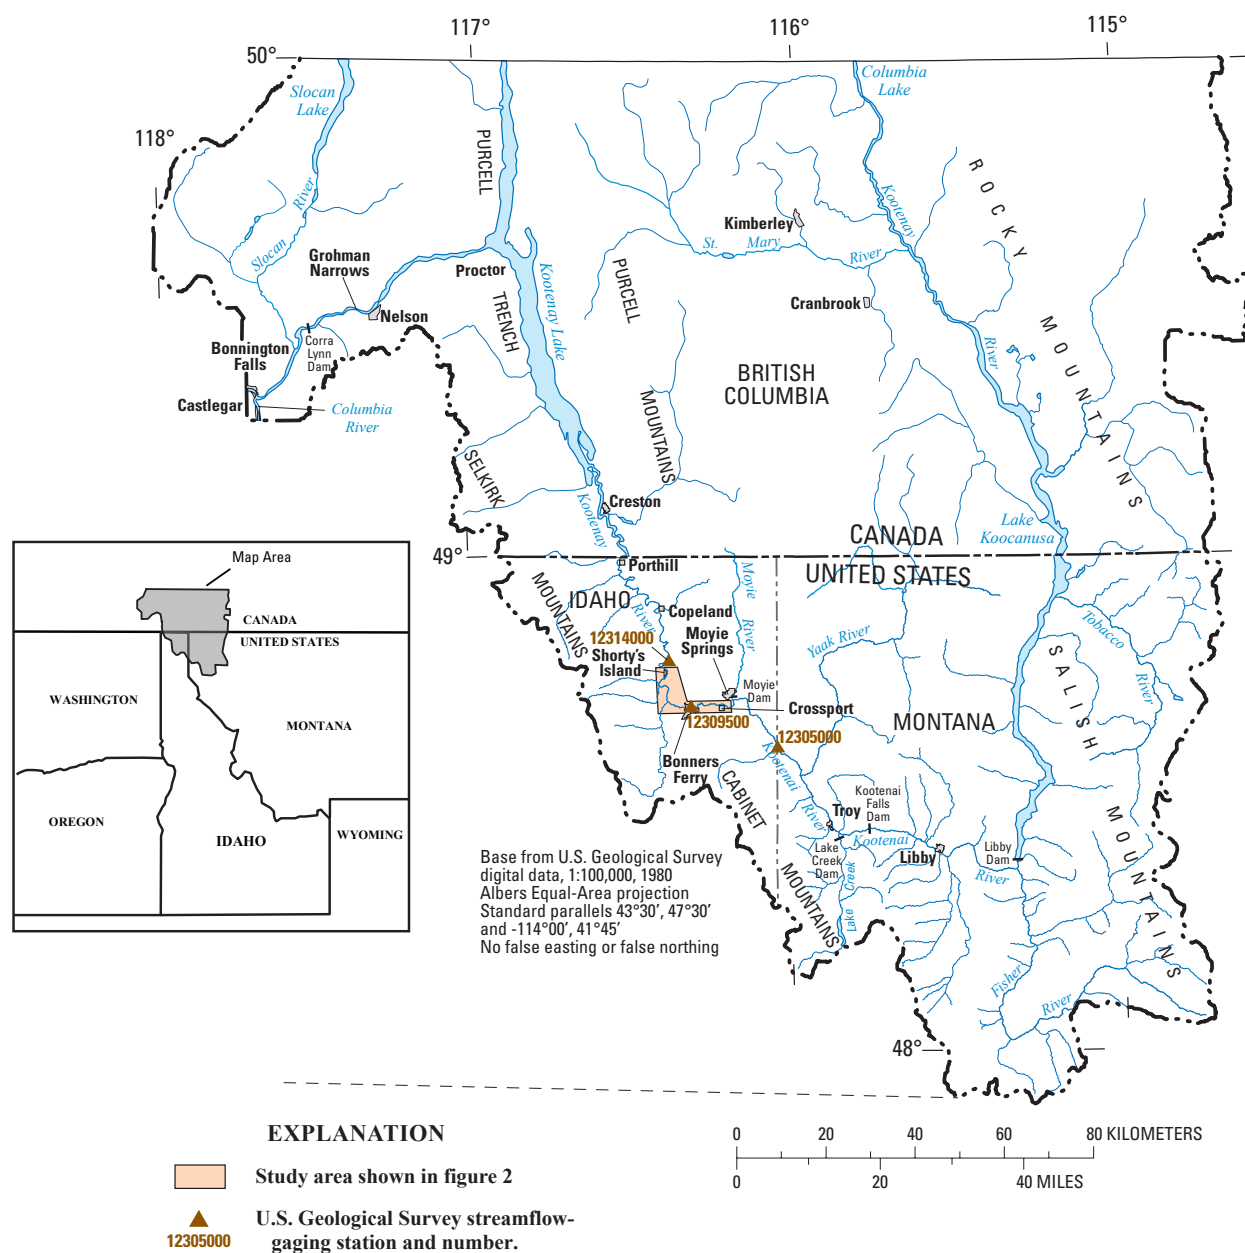 117°
116°
115°
50°
118°
Slocan
Lake
Columbia
Lake
PURCELL
ROCKY
River
Kootenay
Kimberley
St.
Mary
River
Slocan
Grohman
Narrows
Proctor
Kootenay Lake
PURCELL
TRENCH
Cranbrook
Nelson
MOUNTAINS
Bonnington
Falls
Corra
Lynn
Dam
River
BRITISH
COLUMBIA
Castlegar
Columbia
River
MOUNTAINS
SELKIRK
Creston
Kootenay
Lake
Koocanusa
CANADA
49°
UNITED STATES
Porthill
Moyie
River
MOUNTAINS
IDAHO
River
Copeland
12314000
Moyie
Springs
Shorty's
Island
Yaak River
Tobacco
River
SALISH
Moyie
Dam
Crossport
12309500
12305000
MONTANA
Bonners
Ferry
Kootenai
River
CABINET
Kootenai
Falls
Dam
Troy
Kootenai
Lake
Creek
Dam
Libby
Libby
Dam
River
MOUNTAINS
MOUNTAINS
Lake Creek
Fisher
River
48°
Map Area
CANADA
UNITED STATES
WASHINGTON
MONTANA
OREGON
IDAHO
WYOMING
Base from U.S. Geological Survey
digital data, 1:100,000, 1980
Albers Equal-Area projection
Standard parallels 43°30′, 47°30′
and -114°00′, 41°45′
No false easting or false northing
EXPLANATION
Study area shown in figure 2
12305000
U.S. Geological Survey streamflow-
gaging station and number.
0 20 40 60 80 KILOMETERS
0 20 40 MILES